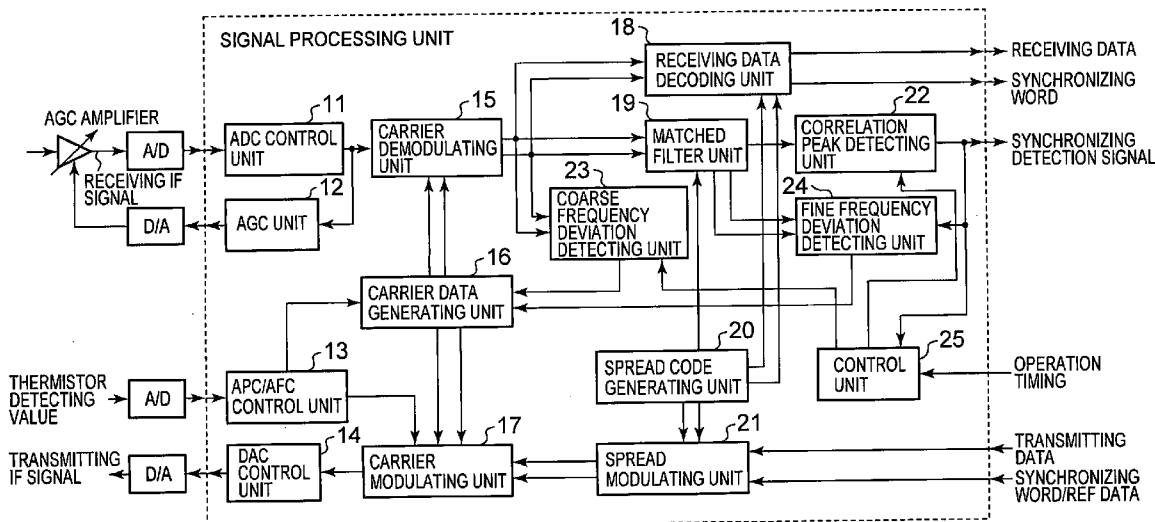 SIGNAL PROCESSING UNIT
18
RECEIVING DATA
DECODING UNIT
RECEIVING DATA
SYNCHRONIZING
WORD
AGC AMPLIFIER
A/D
11
ADC CONTROL
UNIT
15
CARRIER
DEMODULATING
UNIT
19
MATCHED
FILTER UNIT
22
CORRELATION
PEAK DETECTING
UNIT
SYNCHRONIZING
DETECTION SIGNAL
RECEIVING IF
SIGNAL
D/A
12
AGC UNIT
23
COARSE
FREQUENCY
DEVIATION
DETECTING UNIT
24
FINE FREQUENCY
DEVIATION
DETECTING UNIT
16
CARRIER DATA
GENERATING UNIT
THERMISTOR
DETECTING
VALUE
A/D
13
APC/AFC
CONTROL UNIT
20
SPREAD CODE
GENERATING UNIT
25
CONTROL
UNIT
OPERATION
TIMING
TRANSMITTING
IF SIGNAL
D/A
14
DAC
CONTROL
UNIT
17
CARRIER
MODULATING UNIT
21
SPREAD
MODULATING UNIT
TRANSMITTING
DATA
SYNCHRONIZING
WORD/REF DATA